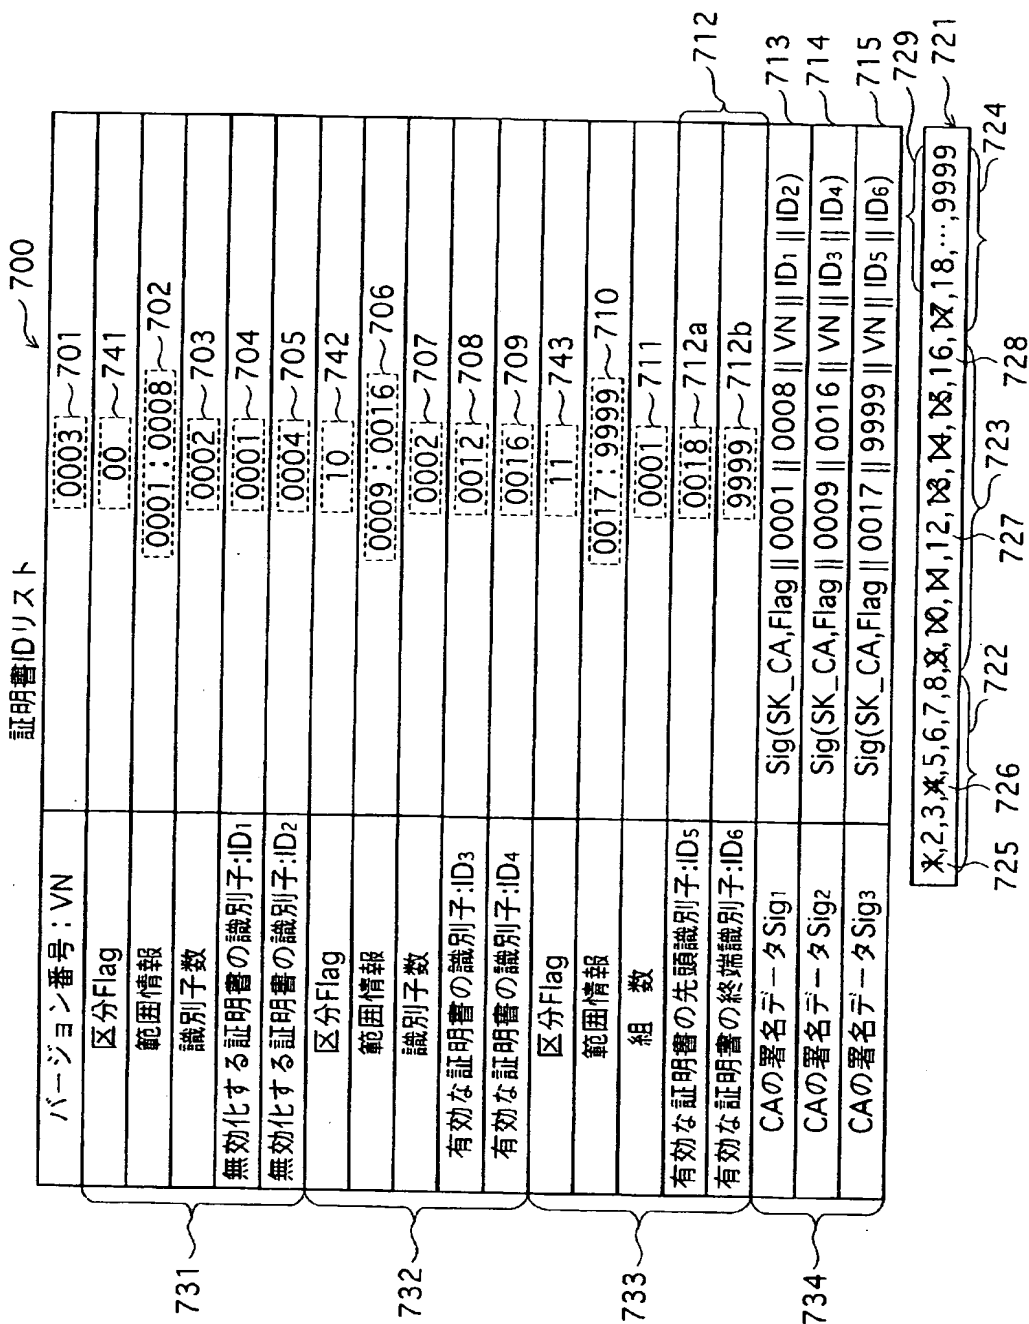 証明書IDリスト
700
バージョン番号:VN 0003 701
区分Flag 00 741
範囲情報 0001:0008 702
識別子数 0002 703
無効化する証明書の識別子:ID1 0001 704
無効化する証明書の識別子:ID2 0004 705
区分Flag 10 742
範囲情報 0009:0016 706
識別子数 0002 707
有効な証明書の識別子:ID3 0012 708
有効な証明書の識別子:ID4 0016 709
区分Flag 11 743
範囲情報 0017:9999 710
組 数 0001 711
有効な証明書の先頭識別子:ID5 0018 712a
有効な証明書の終端識別子:ID6 9999 712b
712
CAの署名データSig1 Sig(SK_CA,Flag || 0001 || 0008 || VN || ID1 || ID2) 713
CAの署名データSig2 Sig(SK_CA,Flag || 0009 || 0016 || VN || ID3 || ID4) 714
CAの署名データSig3 Sig(SK_CA,Flag || 0017 || 9999 || VN || ID5 || ID6) 715
731
732
733
734
729
721
1,2,3,4,5,6,7,8,9,10,11,12,13,14,15,16,17,18,…,9999
725
726
722
727
723
728
724